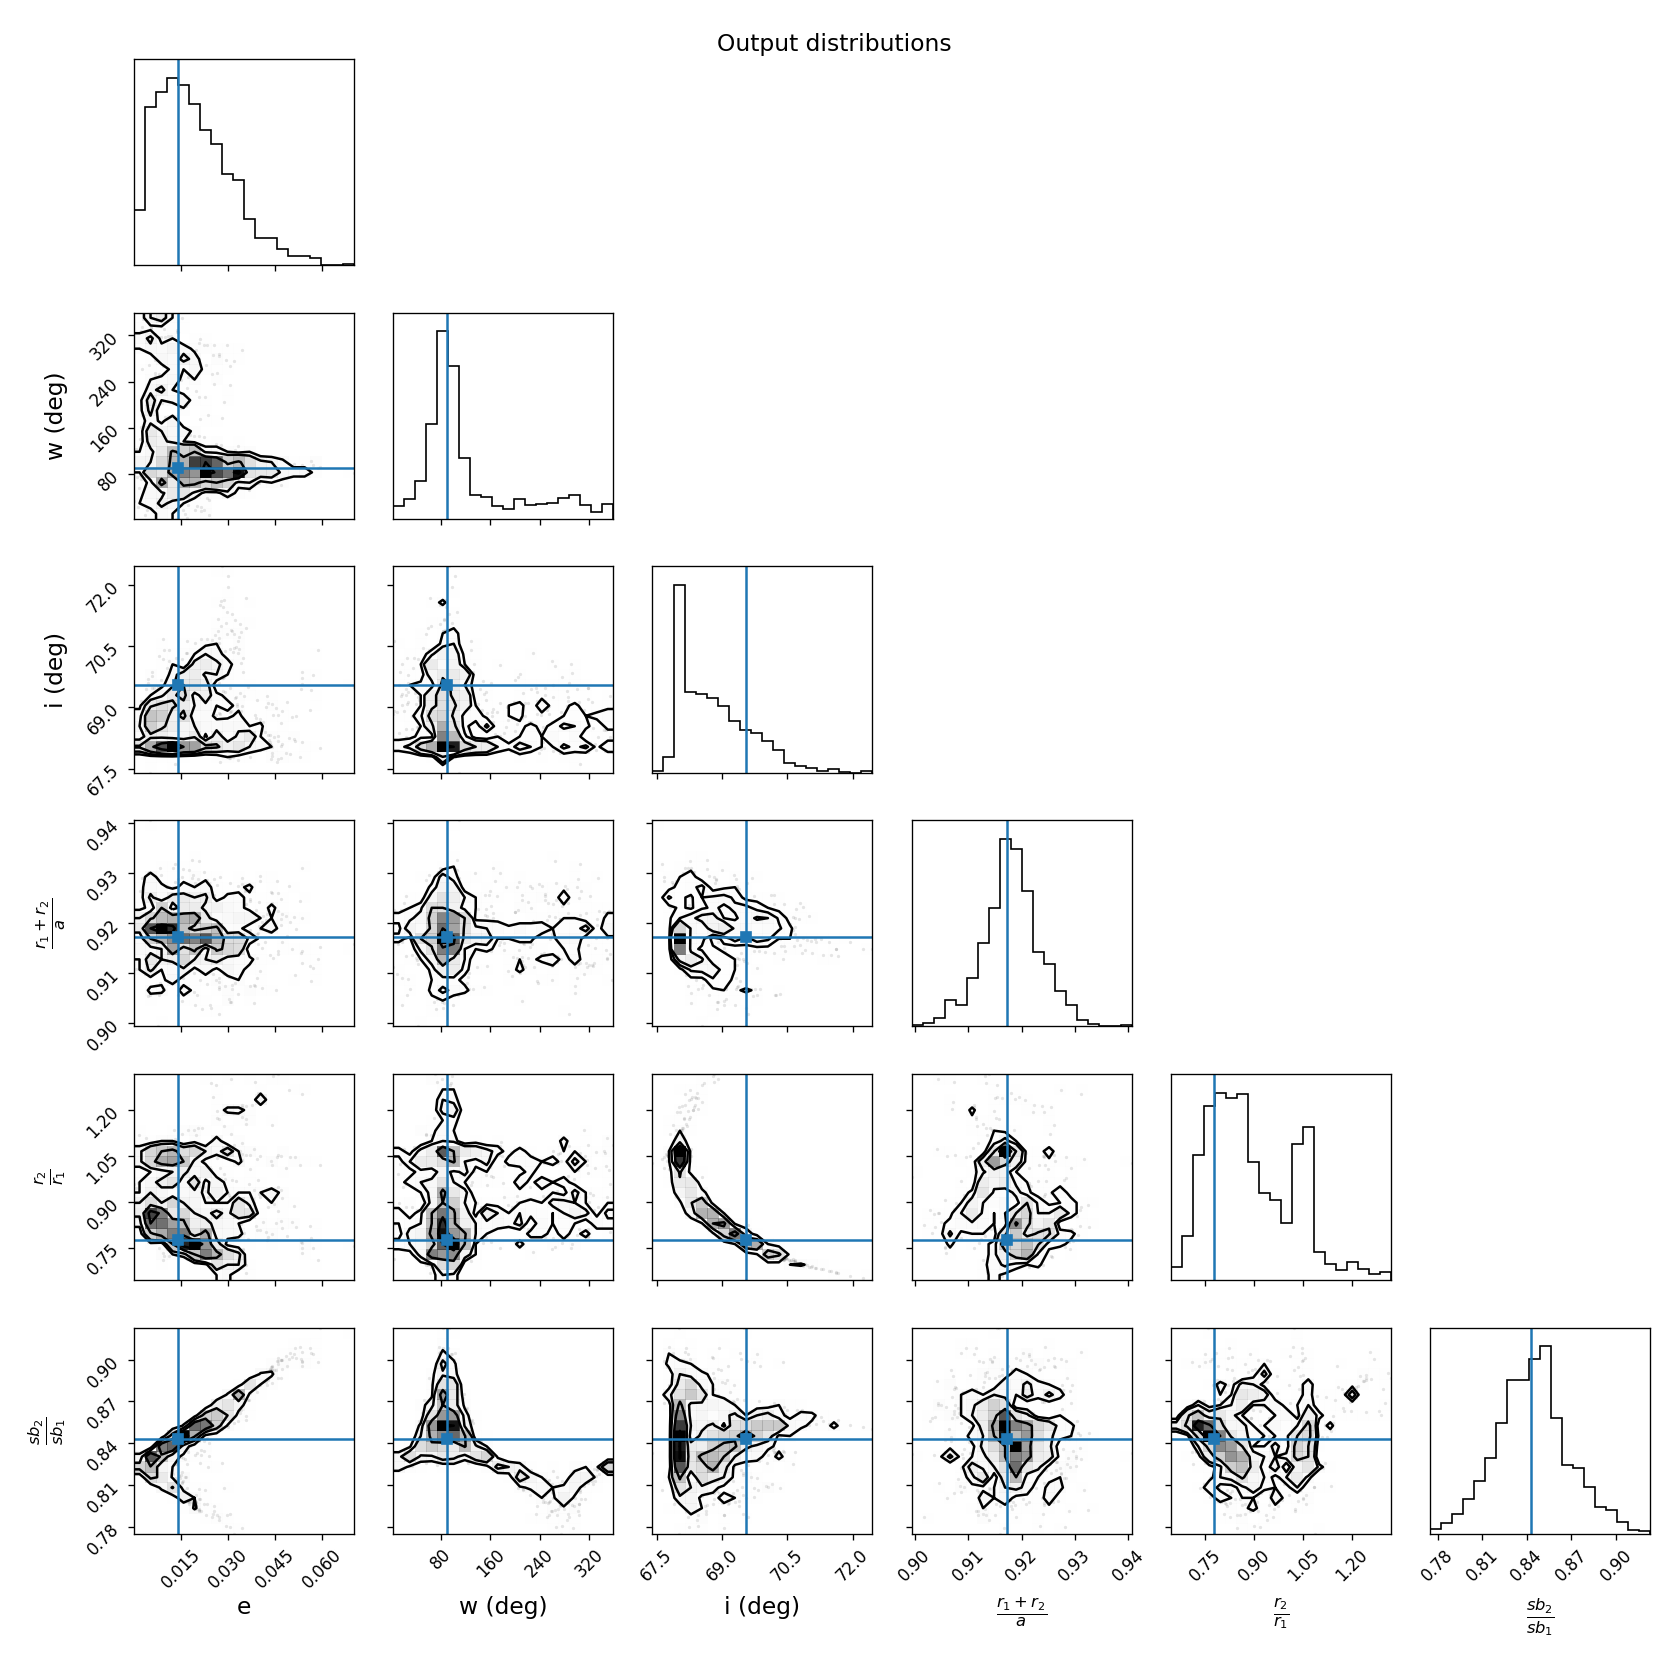 Output distributions
320
240
160
80
w (deg)
72.0
70.5
69.0
67.5
i (deg)
0.94
0.93
0.92
0.91
0.90
r₁ + r₂
a
1.20
1.05
0.90
0.75
r₂
r₁
0.90
0.87
0.84
0.81
0.78
sb₂
sb₁
0.015 0.030 0.045 0.060
80 160 240 320
67.5 69.0 70.5 72.0
0.90 0.91 0.92 0.93 0.94
0.75 0.90 1.05 1.20
0.78 0.81 0.84 0.87 0.90
e
w (deg)
i (deg)
r₁ + r₂
a
r₂
r₁
sb₂
sb₁